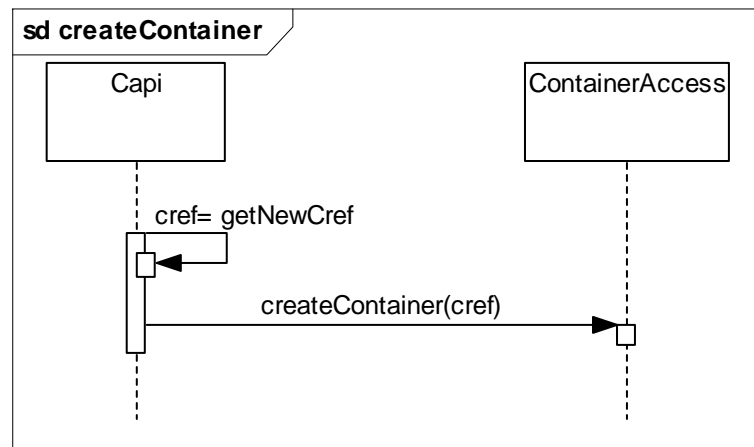 sd createContainer
Capi
ContainerAccess
cref= getNewCref
createContainer(cref)